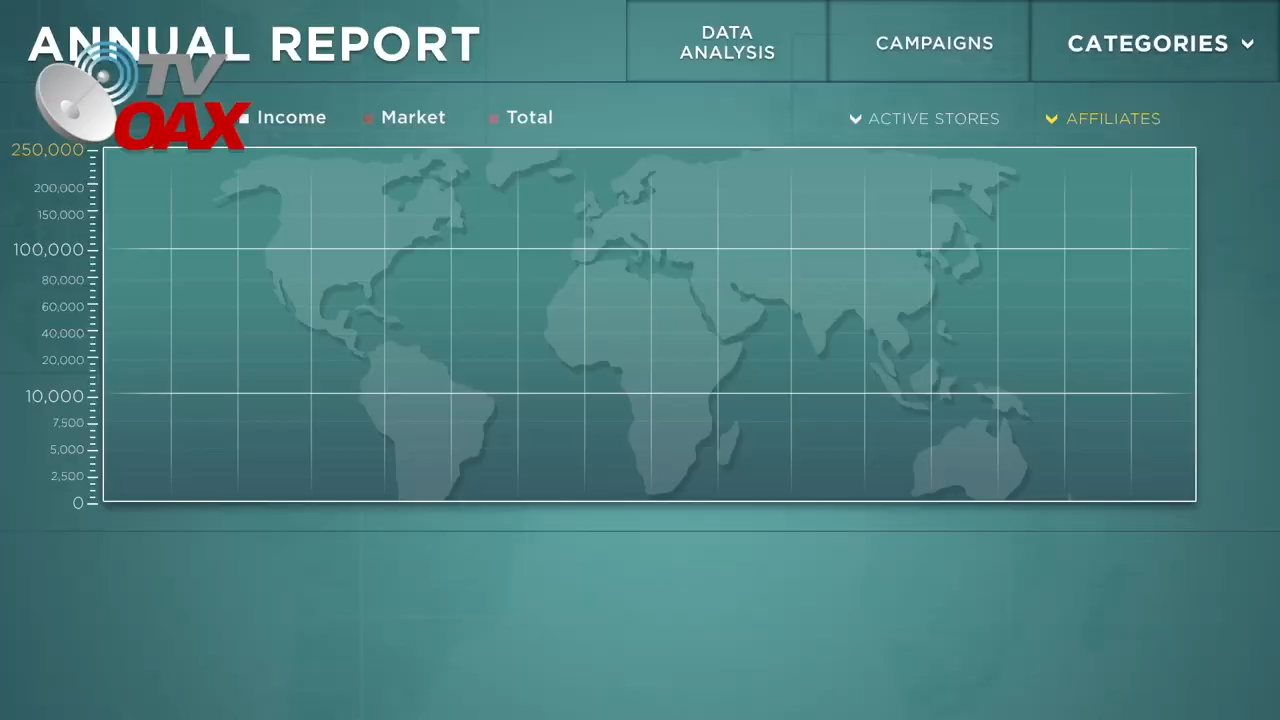 ANNUAL REPORT
DATA
ANALYSIS
CAMPAIGNS
CATEGORIES
TV
OAX
Income
Market
Total
ACTIVE STORES
AFFILIATES
250,000
200,000
150,000
100,000
80,000
60,000
40,000
20,000
10,000
7,500
5,000
2,500
0